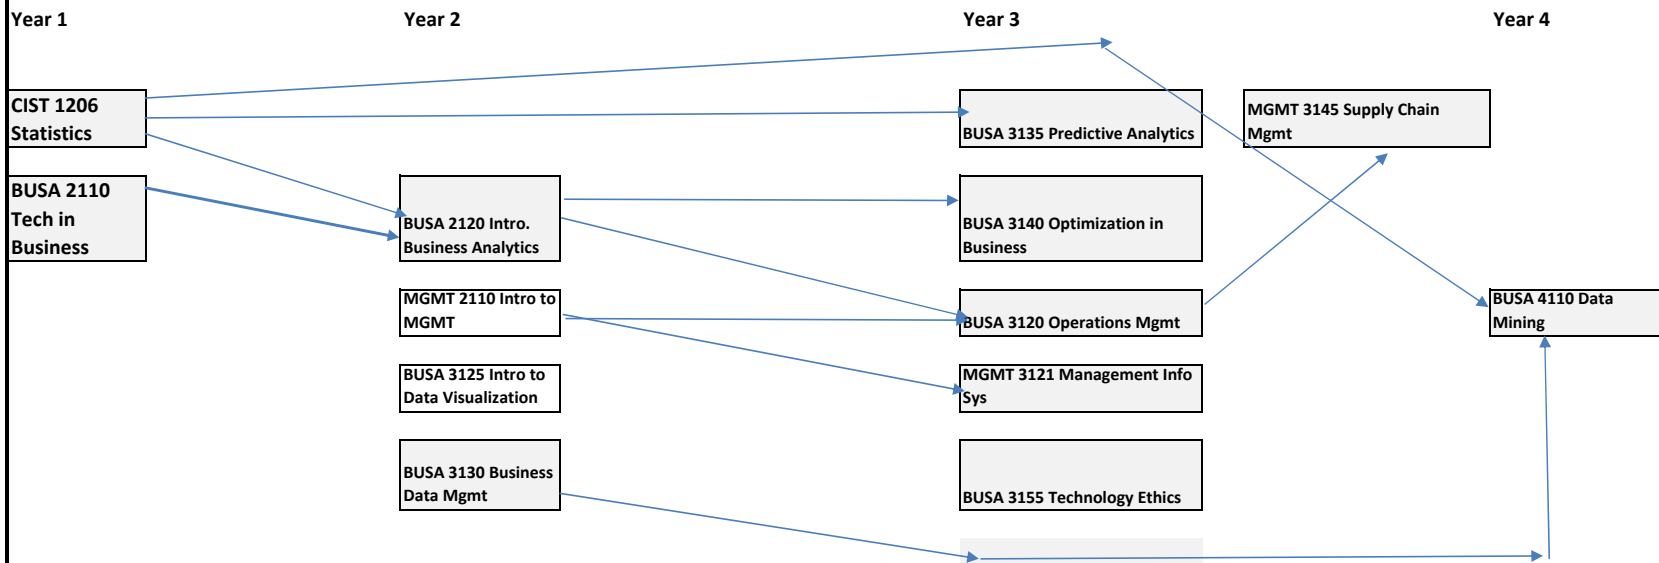 Year 1
Year 2
Year 3
Year 4
CIST 1206
Statistics
BUSA 3135 Predictive Analytics
MGMT 3145 Supply Chain
Mgmt
BUSA 2110
Tech in
Business
BUSA 2120 Intro.
Business Analytics
BUSA 3140 Optimization in
Business
MGMT 2110 Intro to
MGMT
BUSA 3120 Operations Mgmt
BUSA 4110 Data
Mining
BUSA 3125 Intro to
Data Visualization
MGMT 3121 Management Info
Sys
BUSA 3130 Business
Data Mgmt
BUSA 3155 Technology Ethics